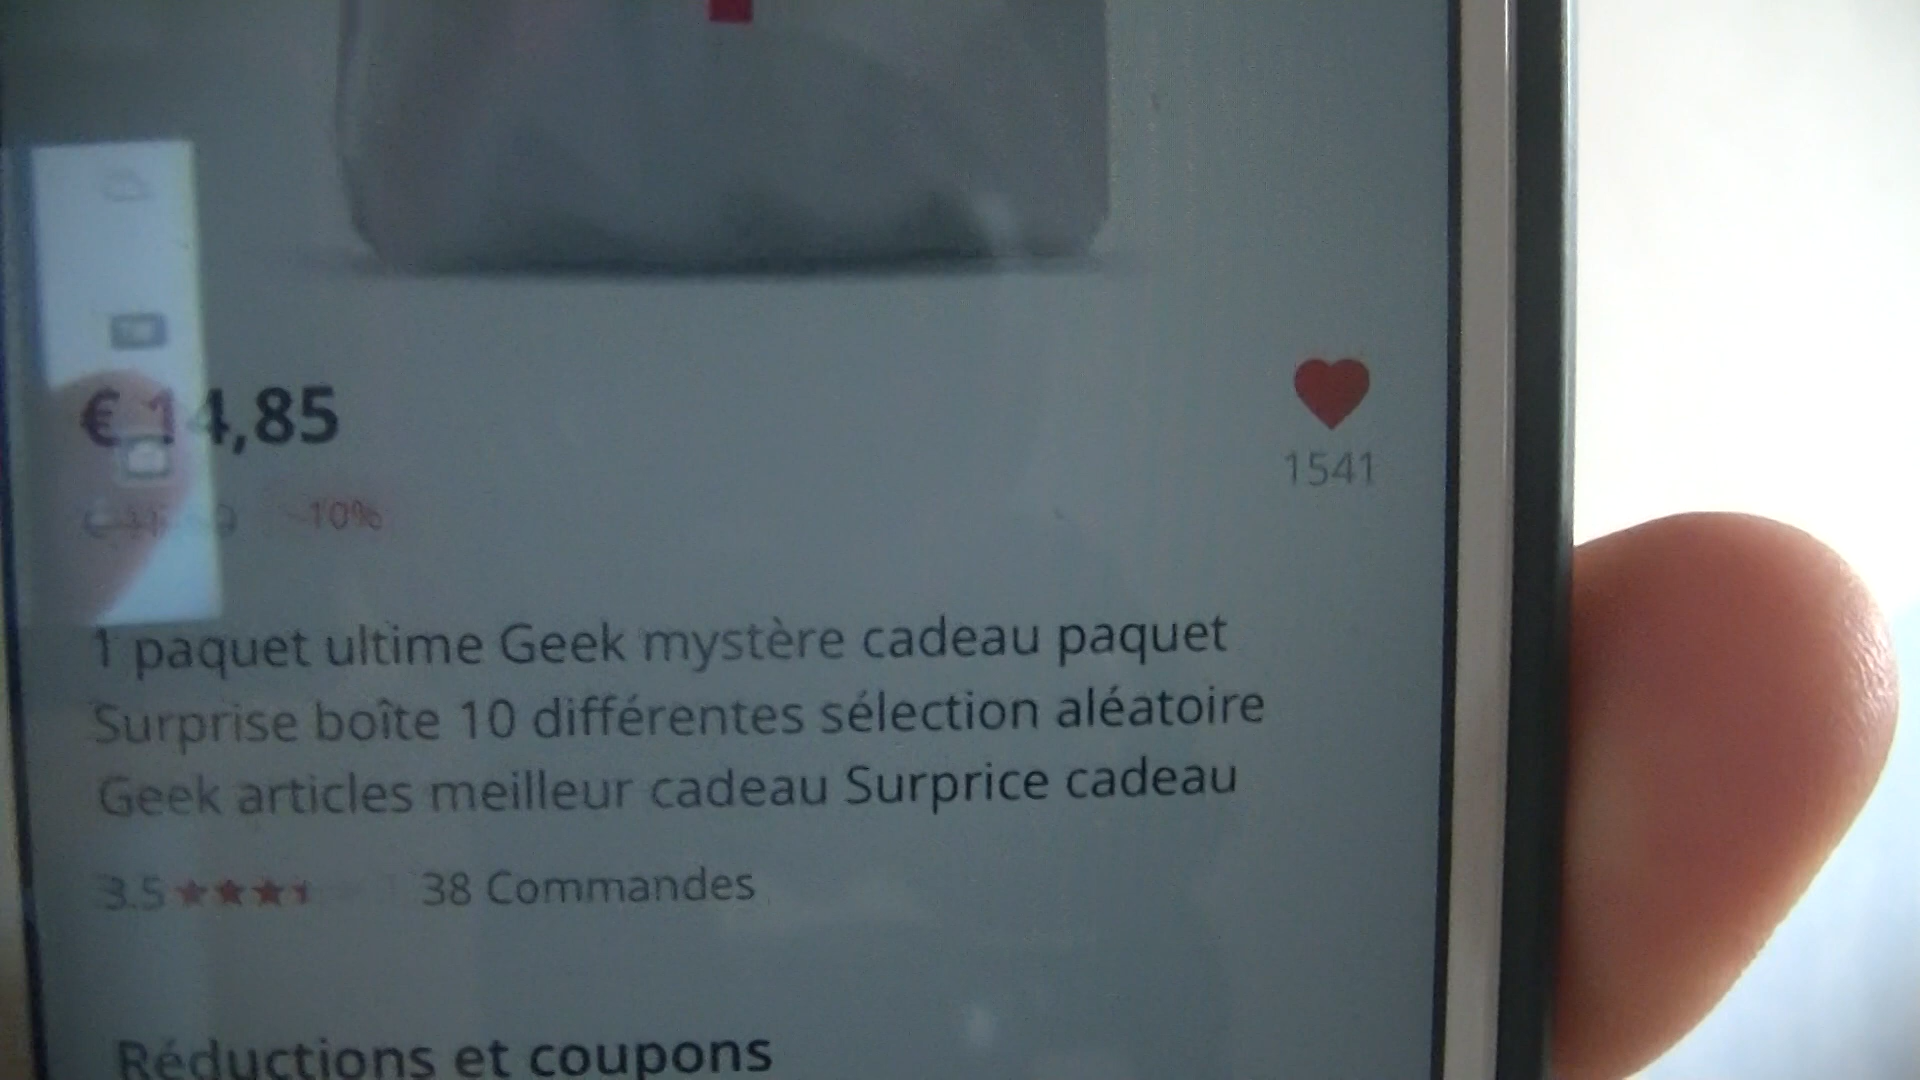 € 14,85
1541
-10%
1 paquet ultime Geek mystère cadeau paquet
Surprise boîte 10 différentes sélection aléatoire
Geek articles meilleur cadeau Surprice cadeau
3.5 38 Commandes
Réductions et coupons